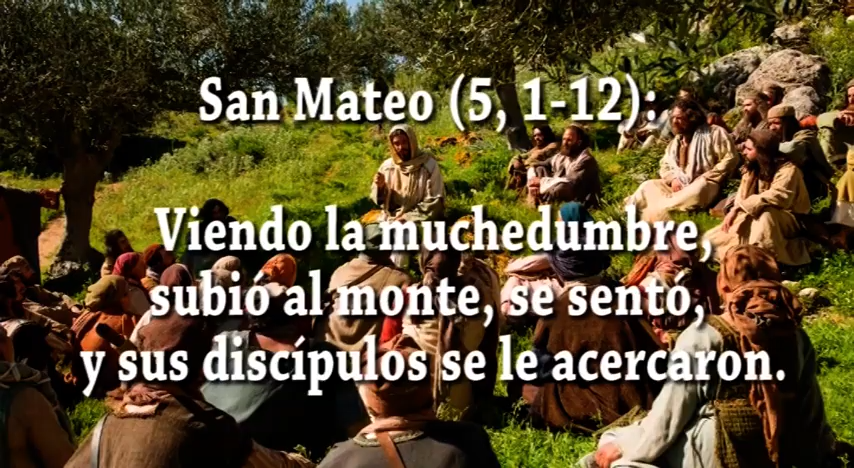 San Mateo (5, 1-12):
Viendo la muchedumbre,
subió al monte, se sentó,
y sus discípulos se le acercaron.